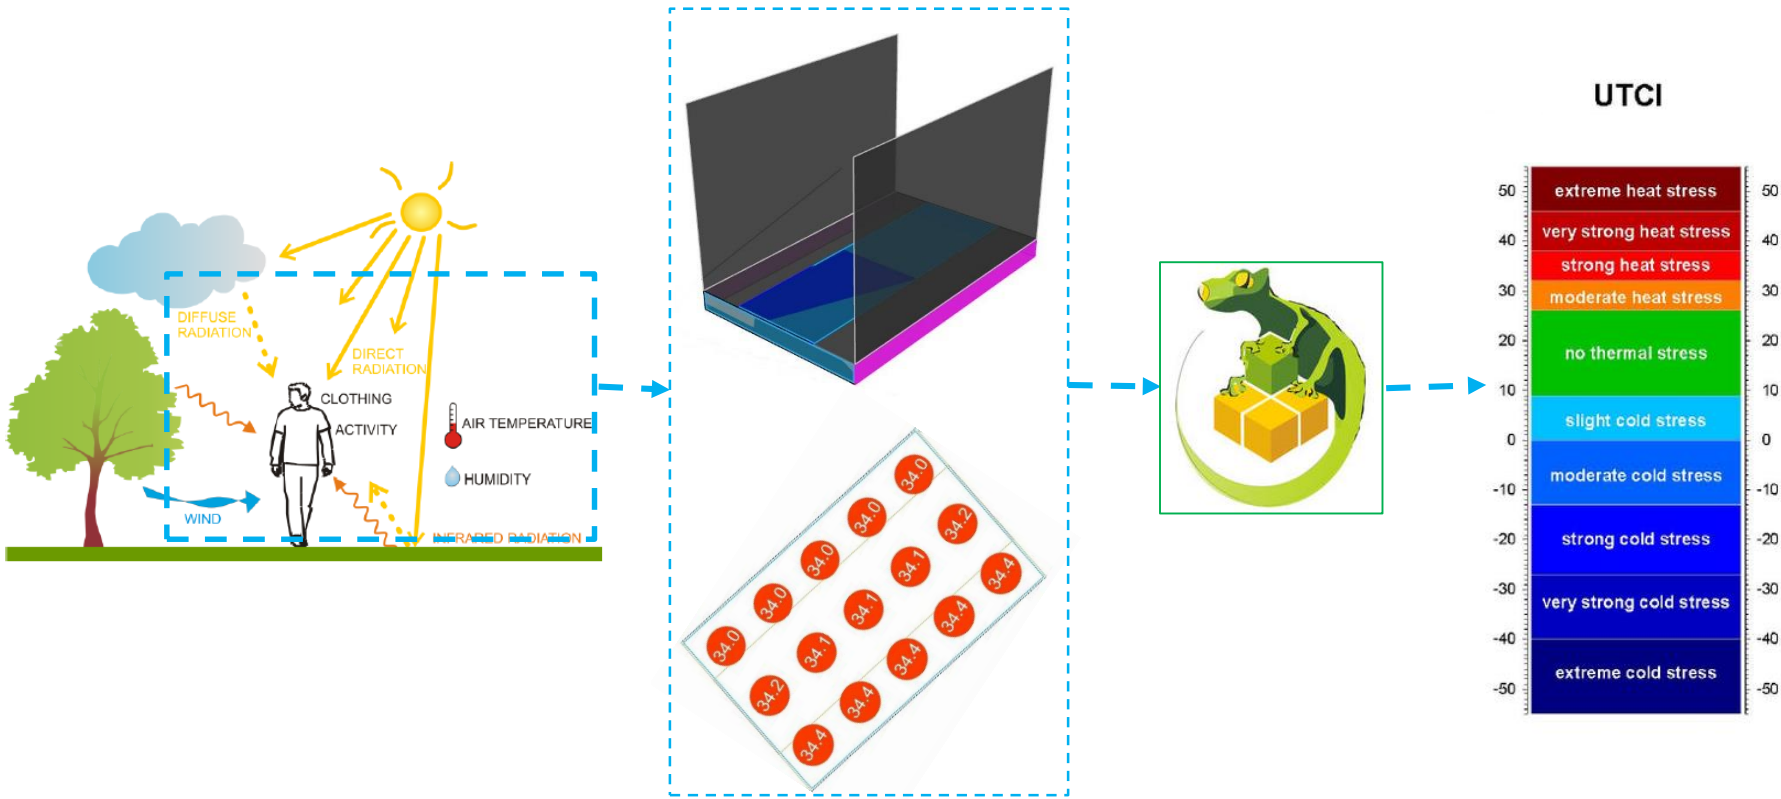 DIFFUSE
RADIATION
DIRECT
RADIATION
CLOTHING
ACTIVITY
AIR TEMPERATURE
HUMIDITY
WIND
INFRARED RADIATION
34.0
34.0
34.2
34.0
34.1
34.4
34.0
34.1
34.4
34.0
34.1
34.4
34.2
34.4
34.4
UTCI
50 extreme heat stress 50
very strong heat stress
40 40
strong heat stress
30 moderate heat stress 30
20 no thermal stress 20
10 10
slight cold stress
0 0
moderate cold stress
-10 -10
-20 strong cold stress -20
-30 very strong cold stress -30
-40 -40
extreme cold stress
-50 -50